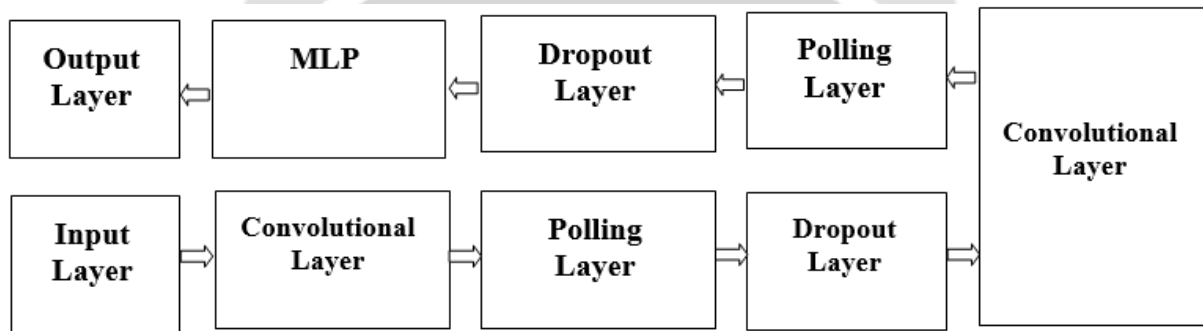 Output
Layer
MLP
Dropout
Layer
Polling
Layer
Convolutional
Layer
Input
Layer
Convolutional
Layer
Polling
Layer
Dropout
Layer